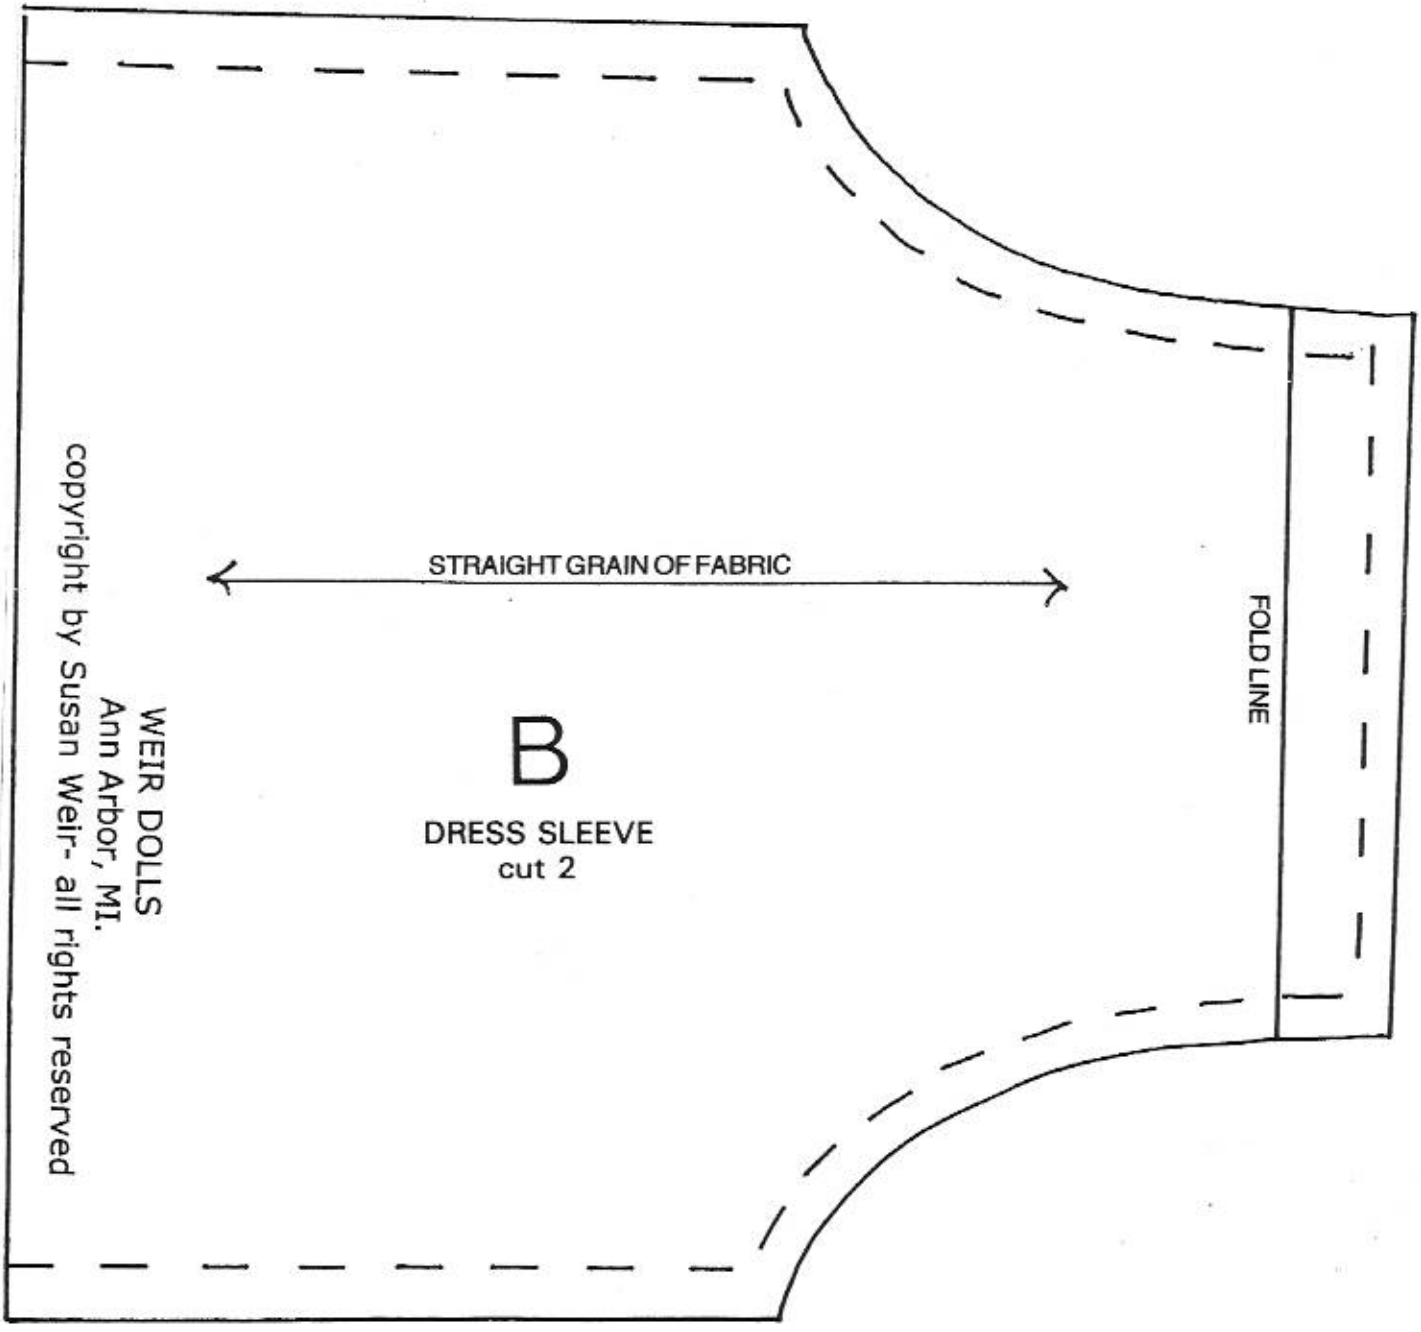 STRAIGHT GRAIN OF FABRIC
FOLD LINE
B
DRESS SLEEVE
cut 2
WEIR DOLLS
Ann Arbor, MI.
copyright by Susan Weir- all rights reserved